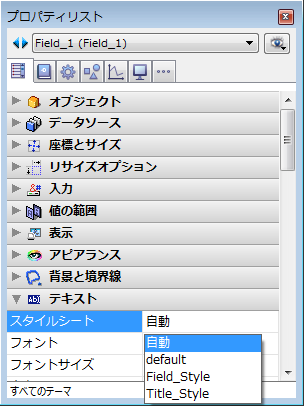 プロパティリスト
Field_1 (Field_1)
オブジェクト
データソース
座標とサイズ
リサイズオプション
入力
値の範囲
表示
アピアランス
背景と境界線
テキスト
スタイルシート 自動
フォント 自動
フォントサイズ default
Field_Style
Title_Style
すべてのテーマ